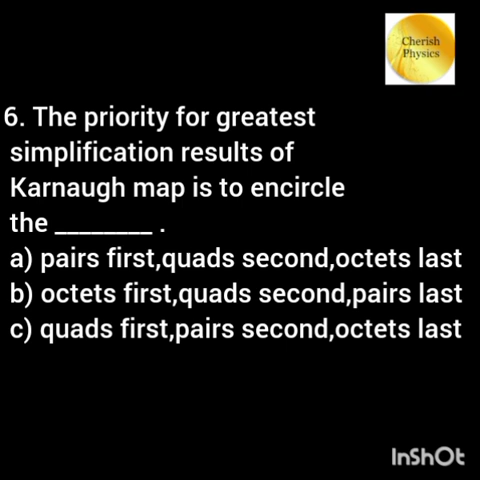 Cherish
Physics
6. The priority for greatest
simplification results of
Karnaugh map is to encircle
the ________ .
a) pairs first,quads second,octets last
b) octets first,quads second,pairs last
c) quads first,pairs second,octets last
InShOt